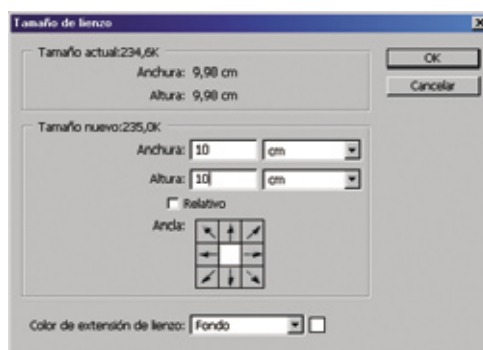 Tamaño de lienzo
Tamaño actual:234,6K
Anchura: 9,98 cm
Altura: 9,98 cm
OK
Cancelar
Tamaño nuevo:235,0K
Anchura: 10 cm
Altura: 10 cm
Relativo
Ancla:
Color de extensión de lienzo: Fondo